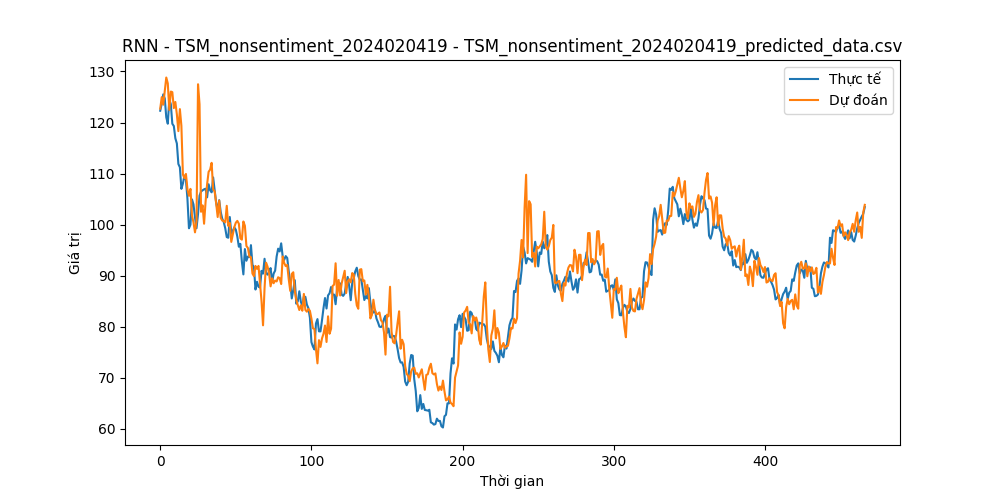 RNN - TSM_nonsentiment_2024020419 - TSM_nonsentiment_2024020419_predicted_data.csv
Thực tế
Dự đoán
Giá trị
130
120
110
100
90
80
70
60
0
100
200
300
400
Thời gian